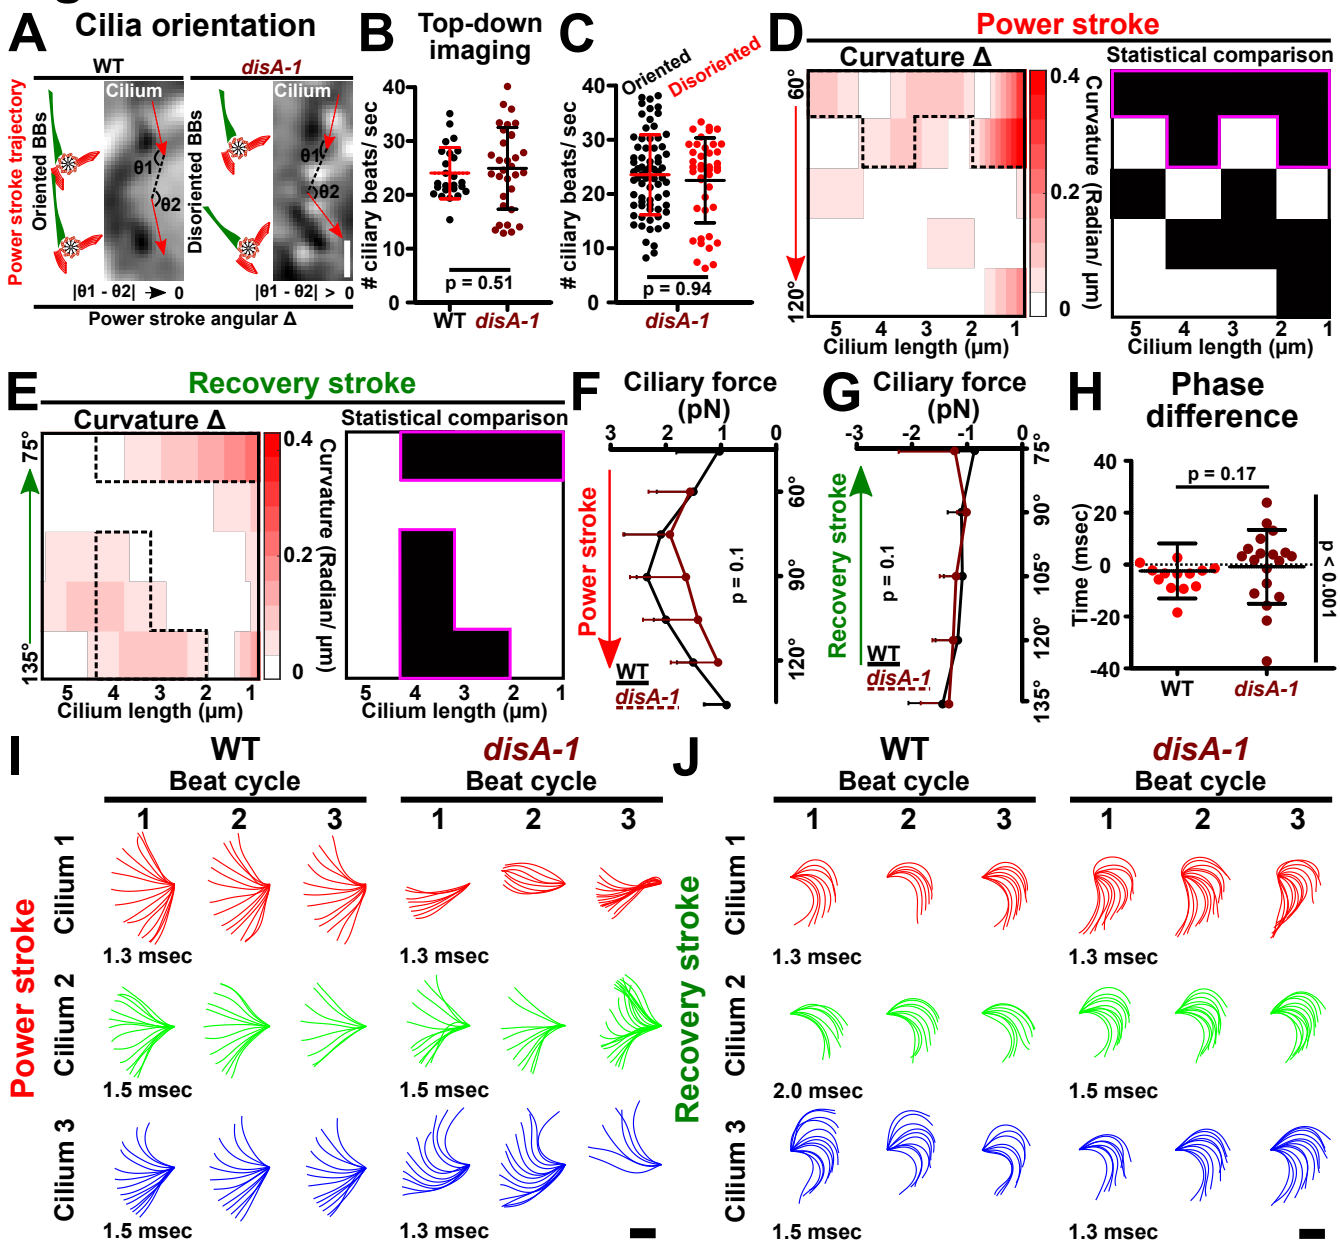 A Cilia orientation
WT
disA-1
Power stroke trajectory
Oriented BBs
Cilium
θ1
θ2
Disoriented BBs
Cilium
θ1
θ2
|θ1 - θ2| → 0
|θ1 - θ2| > 0
Power stroke angular Δ
B Top-down
imaging
# ciliary beats/ sec
40
30
20
10
0
p = 0.51
WT disA-1
C
Oriented
Disoriented
# ciliary beats/ sec
40
30
20
10
0
p = 0.94
disA-1
D Power stroke
Curvature Δ
Statistical comparison
60°
120°
5 4 3 2 1
Cilium length (µm)
0.4
0.2
0
Curvature (Radian/ µm)
5 4 3 2 1
Cilium length (µm)
E Recovery stroke
Curvature Δ
Statistical comparison
75°
135°
5 4 3 2 1
Cilium length (µm)
0.4
0.2
0
Curvature (Radian/ µm)
5 4 3 2 1
Cilium length (µm)
F Ciliary force
(pN)
3 2 1 0
60°
90°
120°
Power stroke
p = 0.1
WT
disA-1
G Ciliary force
(pN)
-3 -2 -1 0
75°
90°
105°
120°
135°
Recovery stroke
p = 0.1
WT
disA-1
H Phase
difference
Time (msec)
40
20
0
-20
-40
p = 0.17
p < 0.001
WT disA-1
I WT disA-1
Beat cycle Beat cycle
1 2 3 1 2 3
Power stroke
Cilium 1
1.3 msec 1.3 msec
Cilium 2
1.5 msec 1.5 msec
Cilium 3
1.5 msec 1.3 msec
J WT disA-1
Beat cycle Beat cycle
1 2 3 1 2 3
Recovery stroke
1.3 msec 1.3 msec
2.0 msec 1.5 msec
1.5 msec 1.3 msec